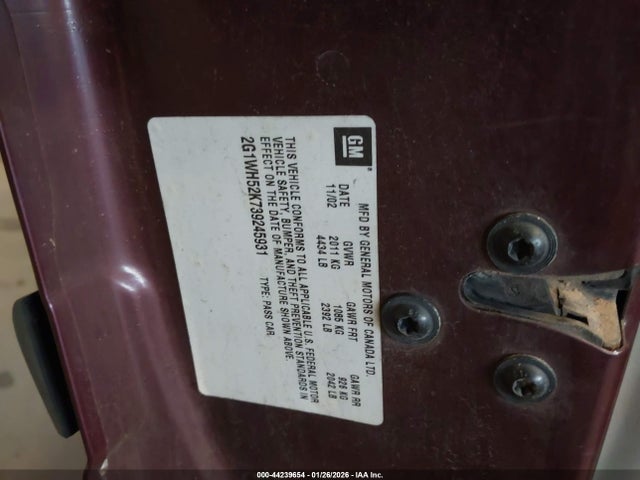 GM
MFD BY GENERAL MOTORS OF CANADA LTD.
DATE GVWR GAWR FRT GAWR RR
11/02 2011 KG 1085 KG 926 KG
4434 LB 2392 LB 2042 LB
THIS VEHICLE CONFORMS TO ALL APPLICABLE U.S. FEDERAL MOTOR
VEHICLE SAFETY, BUMPER, AND THEFT PREVENTION STANDARDS IN
EFFECT ON THE DATE OF MANUFACTURE SHOWN ABOVE.
2G1WH52K739245931 TYPE: PASS CAR
000-44239654 | 01/26/2026 | IAA Inc.